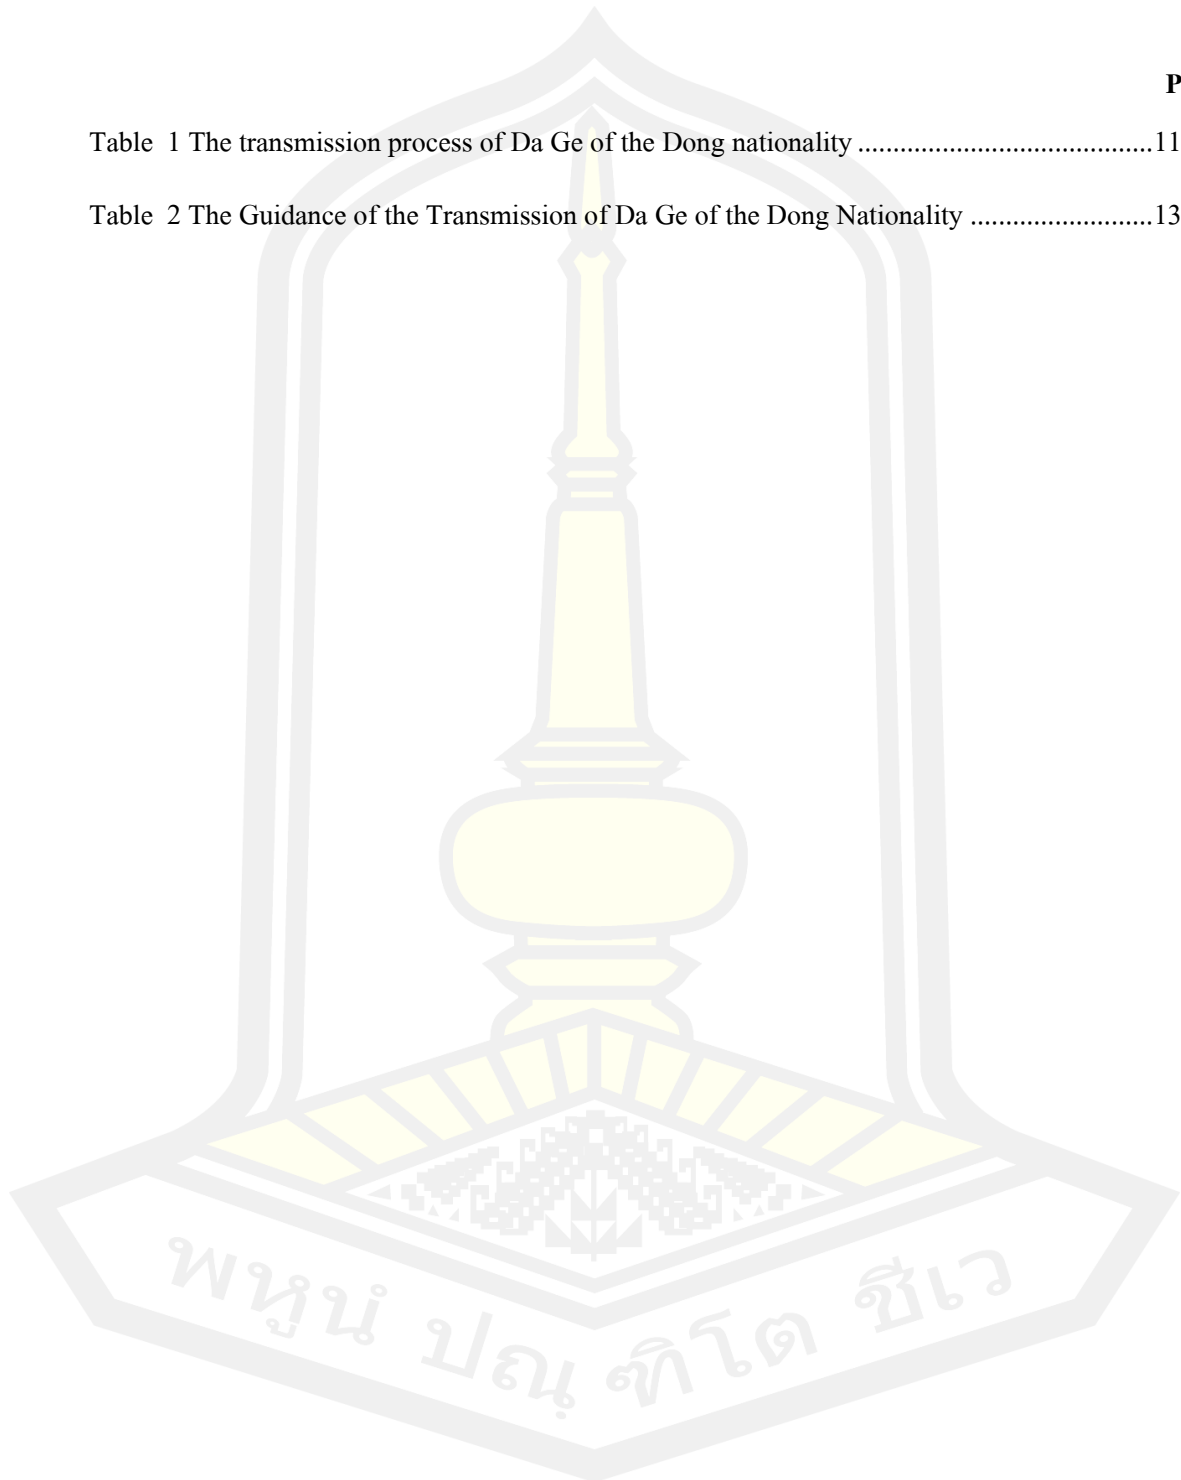 P
Table 1 The transmission process of Da Ge of the Dong nationality ..........................................11
Table 2 The Guidance of the Transmission of Da Ge of the Dong Nationality ..........................13
พหูนํ ปณฺฑิโต ชีเว